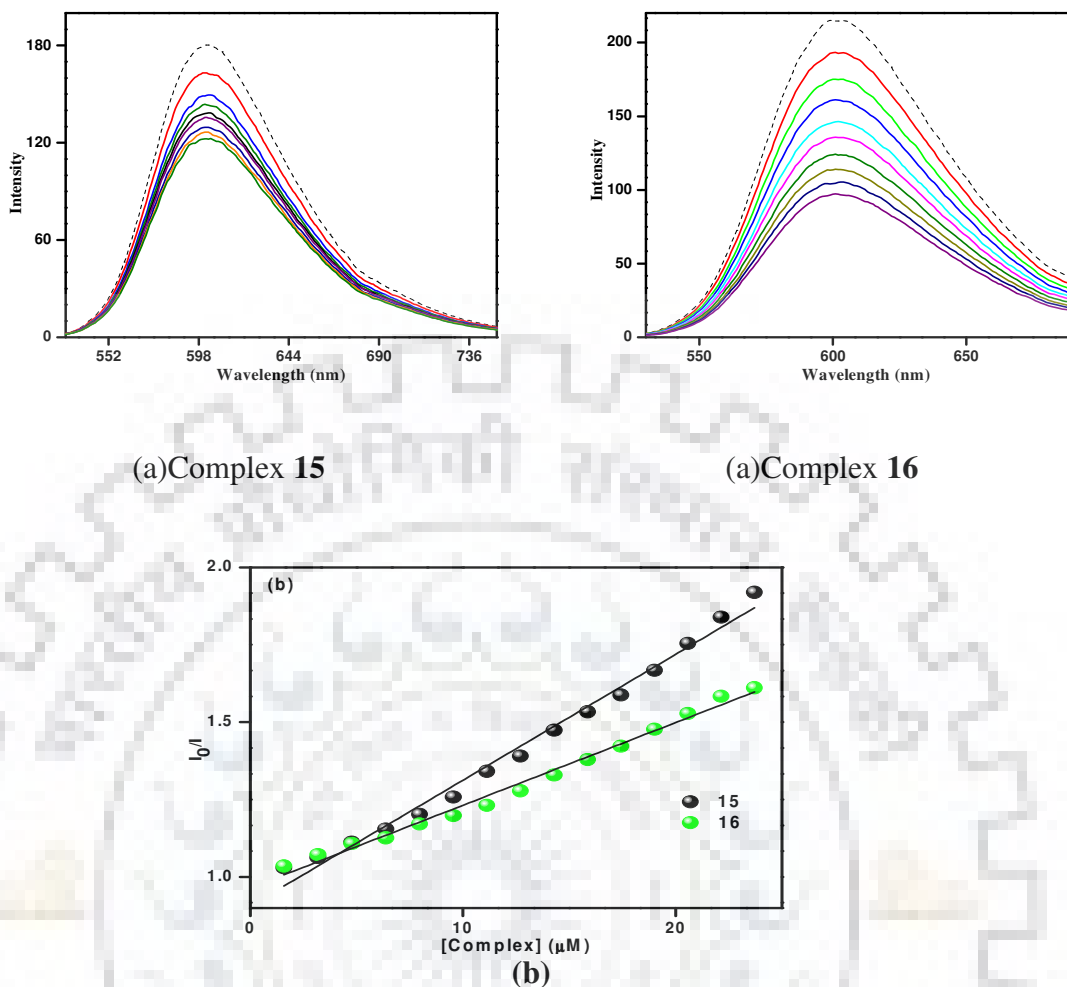 180
120
60
0
Intensity
552 598 644 690 736
Wavelength (nm)
200
150
100
50
0
Intensity
550 600 650
Wavelength (nm)
(a)Complex 15
(a)Complex 16
(b)
2.0
1.5
1.0
I0/I
15
16
0 10 20
[Complex] (μM)
(b)